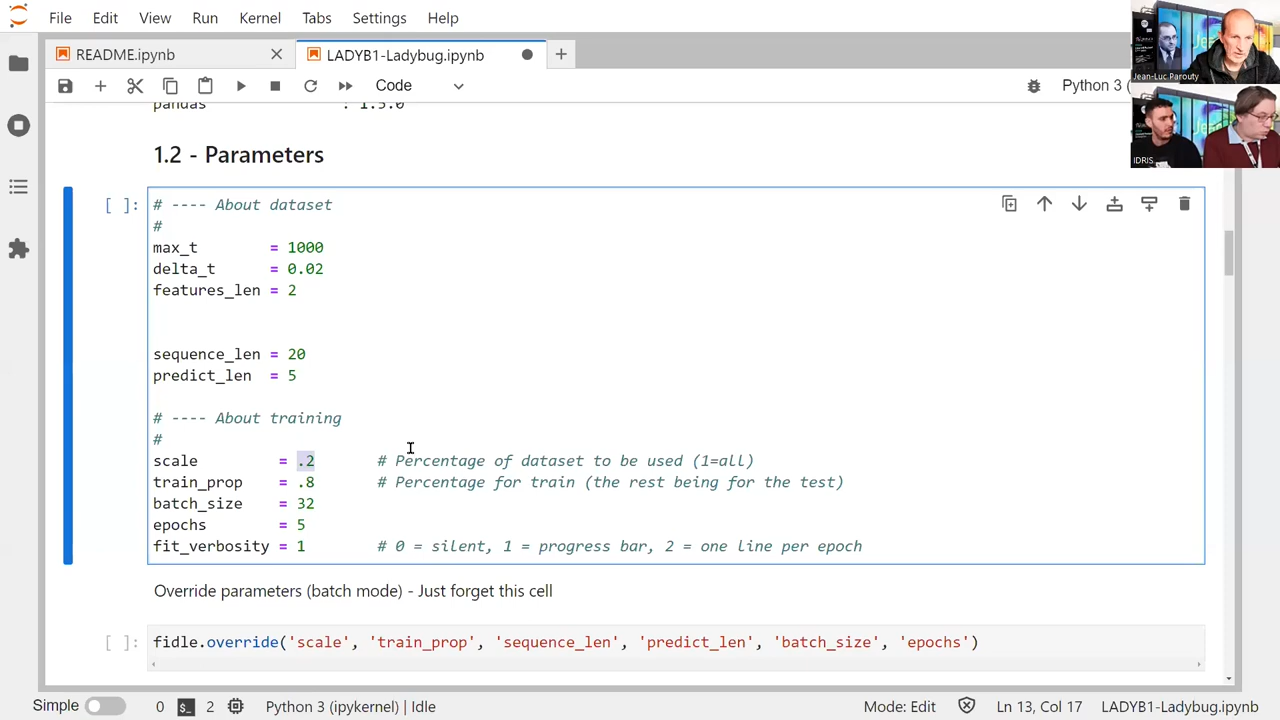 File Edit View Run Kernel Tabs Settings Help
README.ipynb
LADYB1-Ladybug.ipynb
Code
Python 3 (
pandas : 1.5.0
1.2 - Parameters
[ ]:
# ---- About dataset
#
max_t = 1000
delta_t = 0.02
features_len = 2
sequence_len = 20
predict_len = 5
# ---- About training
#
scale = .2 # Percentage of dataset to be used (1=all)
train_prop = .8 # Percentage for train (the rest being for the test)
batch_size = 32
epochs = 5
fit_verbosity = 1 # 0 = silent, 1 = progress bar, 2 = one line per epoch
Override parameters (batch mode) - Just forget this cell
[ ]: fidle.override('scale', 'train_prop', 'sequence_len', 'predict_len', 'batch_size', 'epochs')
Simple 0 2 Python 3 (ipykernel) | Idle Mode: Edit Ln 13, Col 17 LADYB1-Ladybug.ipynb
Jean-Luc Parouty
IDRIS